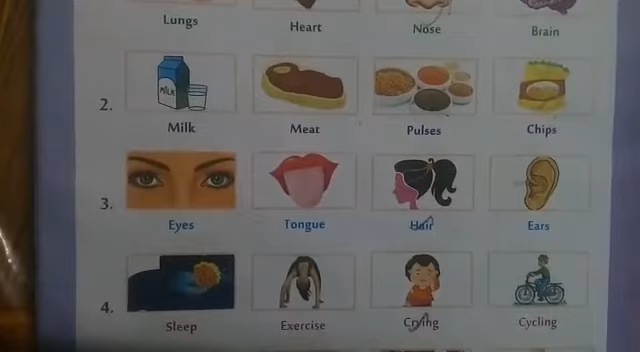 Lungs Heart Nose Brain
2.
MILK
Milk Meat Pulses Chips
3.
Eyes Tongue Hair Ears
4.
Sleep Exercise Crying Cycling